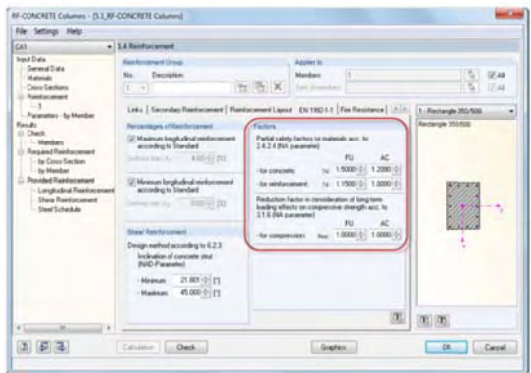 RF-CONCRETE Columns - [5.3_RF-CONCRETE Columns]
File Settings Help
CA1
1.4 Reinforcement
Input Data
General Data
Materials
Cross-Sections
Reinforcement
1
Parameters - by Member
Results
Check
Members
Required Reinforcement
by Cross-Section
by Member
Provided Reinforcement
Longitudinal Reinforcement
Shear Reinforcement
Steel Schedule
Reinforcement Group
No. Description
1
Applied to
Members: 1 All
All
Links Secondary Reinforcement Reinforcement Layout EN 1992-1-1 Fire Resistance
Percentages of Reinforcement
Maximum longitudinal reinforcement according to Standard
[%]
Minimum longitudinal reinforcement according to Standard
[%]
Shear Reinforcement
Design method according to 6.2.3
Inclination of concrete strut (NAD-Parameter)
- Minimum: 21.801 [°]
- Maximum: 45.000 [°]
Factors
Partial safety factors to materials acc. to 2.4.2.4 (NA parameter)
FU AC
-for concrete: 1.5000 1.2000
-for reinforcement: 1.1500 1.0000
Reduction factor in consideration of long term loading effects on compressive strength acc. to 3.1.6 (NA parameter)
FU AC
-for compression: 1.0000 1.0000
1 - Rectangle 350/500
Rectangle 350/500
Calculation Check Graphics OK Cancel